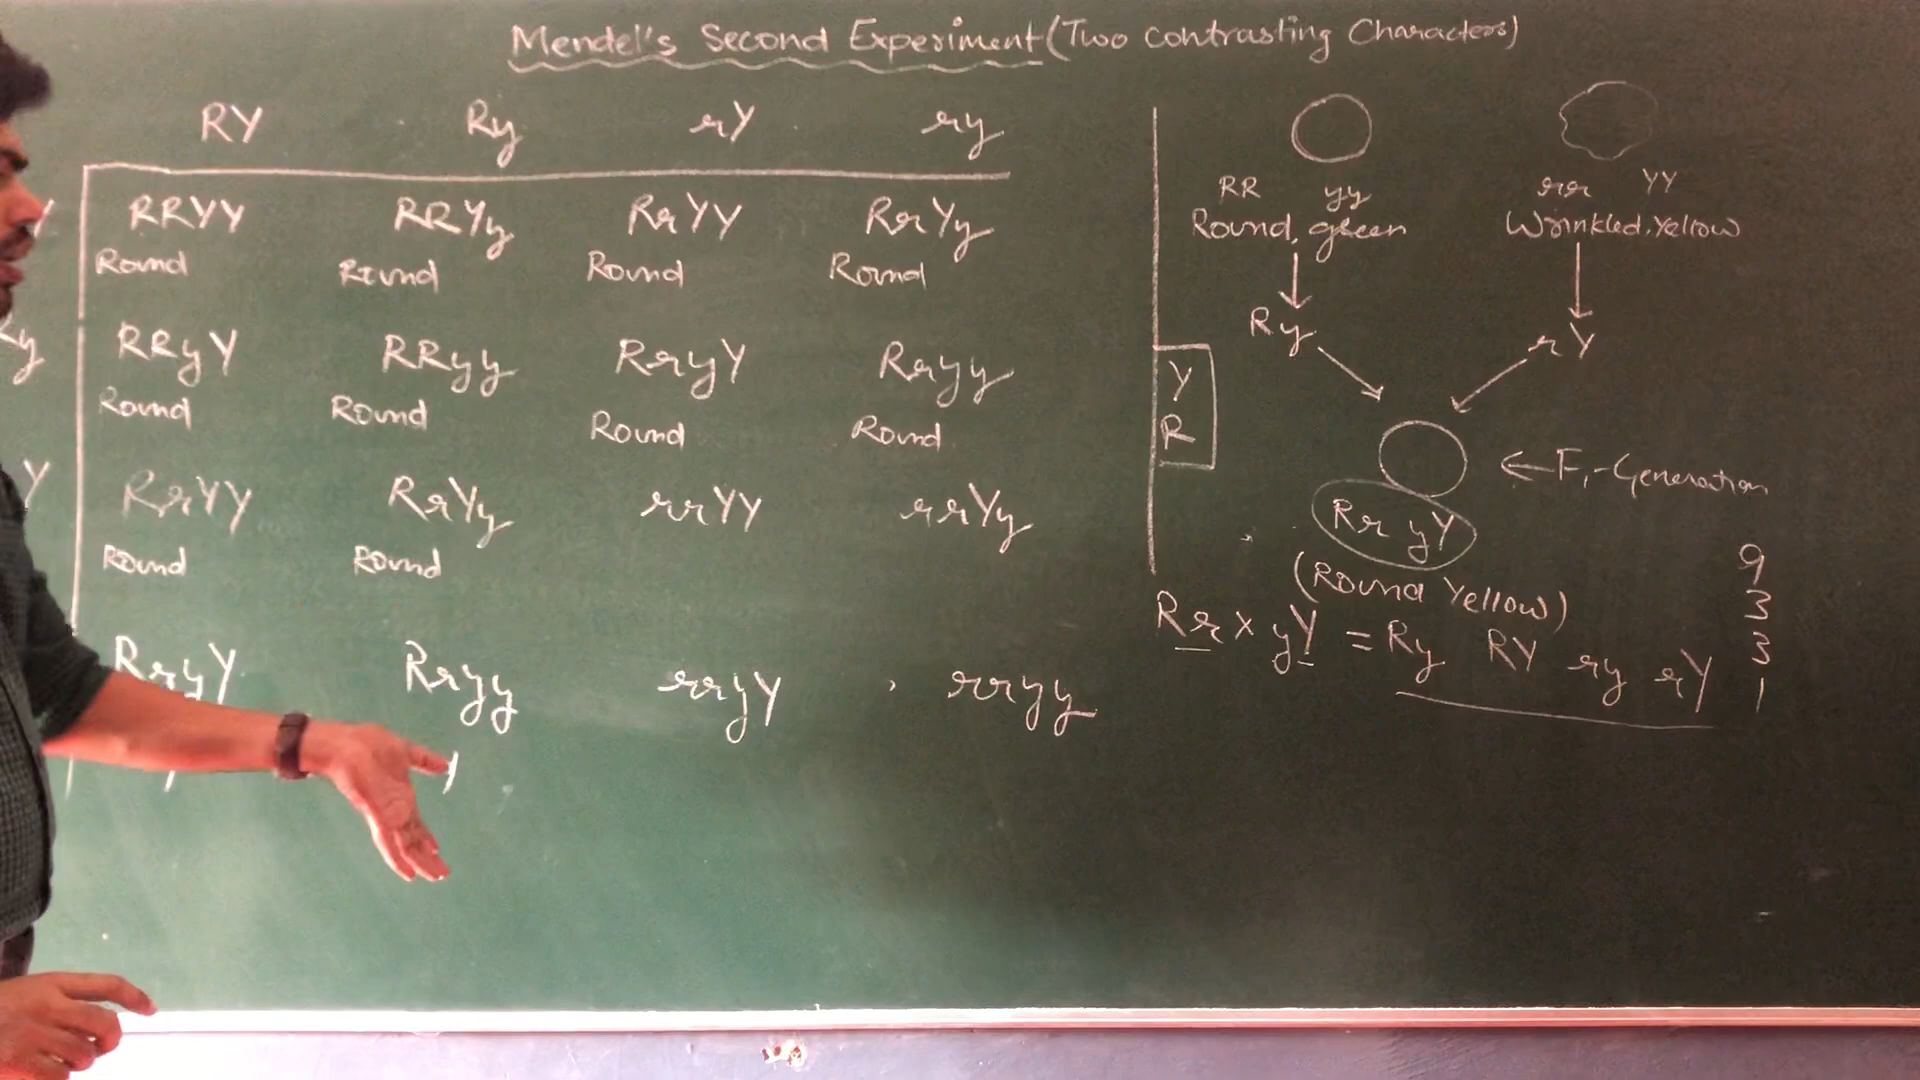 Mendel's Second Experiment (Two contrasting Characters)
RY Ry rY ry
RRYY RRYy RrYY RrYy
Round Round Round Round
Ry RRyY RRyy RryY Rryy
Round Round Round Round
Y RrYY RrYy rrYY rrYy
Round Round
RryY Rryy rryY rryy
RR yy
Round, green
rr YY
Wrinkled, Yellow
Ry rY
Y
R
← F1-Generation
Rr yY
(Round Yellow)
Rr x yY = Ry RY ry rY
9
3
3
1